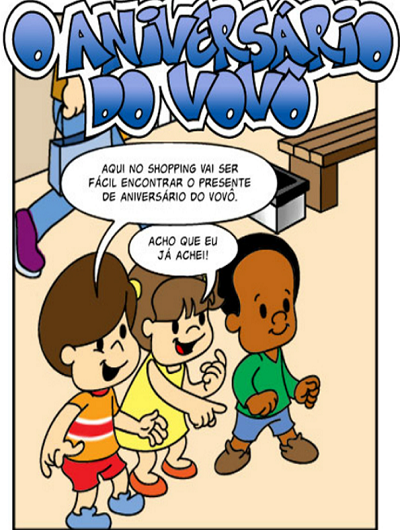 O ANIVERSÁRIO
DO VOVÔ
AQUI NO SHOPPING VAI SER
FÁCIL ENCONTRAR O PRESENTE
DE ANIVERSÁRIO DO VOVÔ.
ACHO QUE EU
JÁ ACHEI!